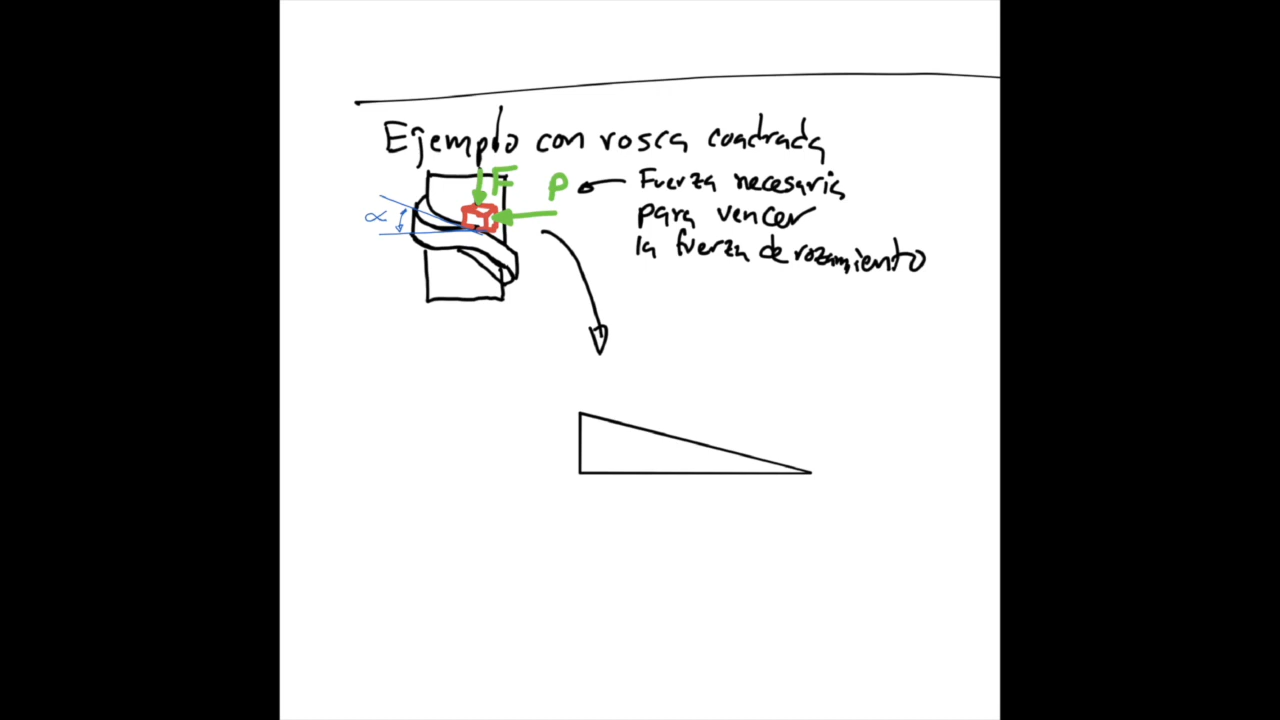 Ejemplo con rosca cuadrada
F
P
Fuerza necesaria
para vencer
la fuerza de rozamiento
α